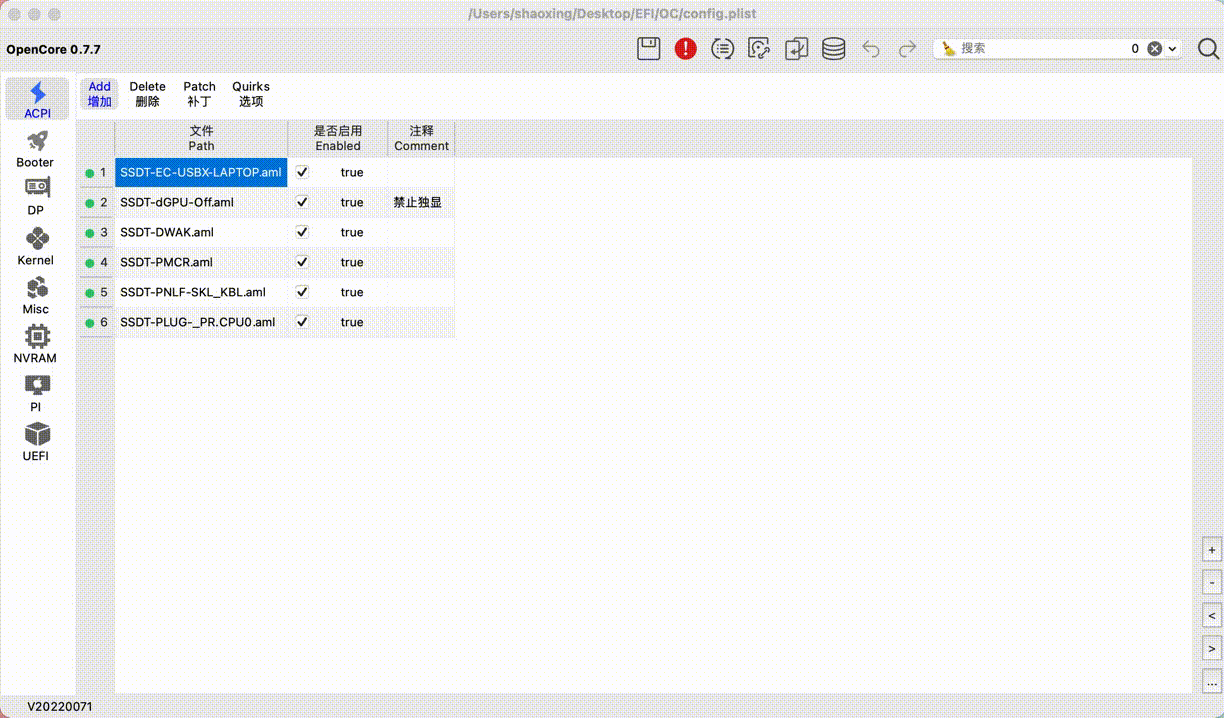 /Users/shaoxing/Desktop/EFI/OC/config.plist
OpenCore 0.7.7
搜索 0
Add Delete Patch Quirks
增加 删除 补丁 选项
ACPI
Booter
DP
Kernel
Misc
NVRAM
PI
UEFI
文件 是否启用 注释
Path Enabled Comment
1 SSDT-EC-USBX-LAPTOP.aml true
2 SSDT-dGPU-Off.aml true 禁止独显
3 SSDT-DWAK.aml true
4 SSDT-PMCR.aml true
5 SSDT-PNLF-SKL_KBL.aml true
6 SSDT-PLUG-_PR.CPU0.aml true
+
-
<
>
...
V20220071